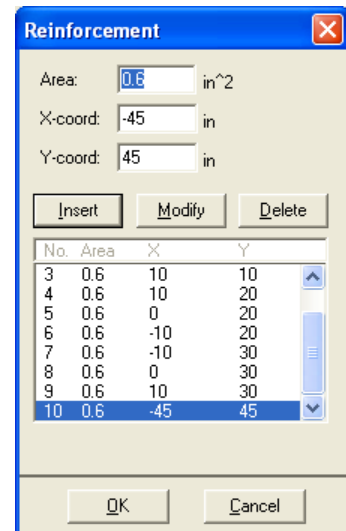 Reinforcement
Area: 0.6 in^2
X-coord: -45 in
Y-coord: 45 in
Insert Modify Delete
No. Area X Y
3 0.6 10 10
4 0.6 10 20
5 0.6 0 20
6 0.6 -10 20
7 0.6 -10 30
8 0.6 0 30
9 0.6 10 30
10 0.6 -45 45
OK Cancel